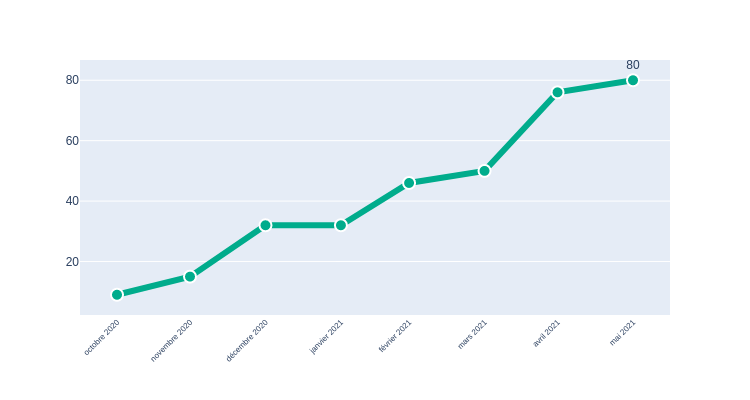 80
80
60
40
20
octobre 2020
novembre 2020
décembre 2020
janvier 2021
février 2021
mars 2021
avril 2021
mai 2021